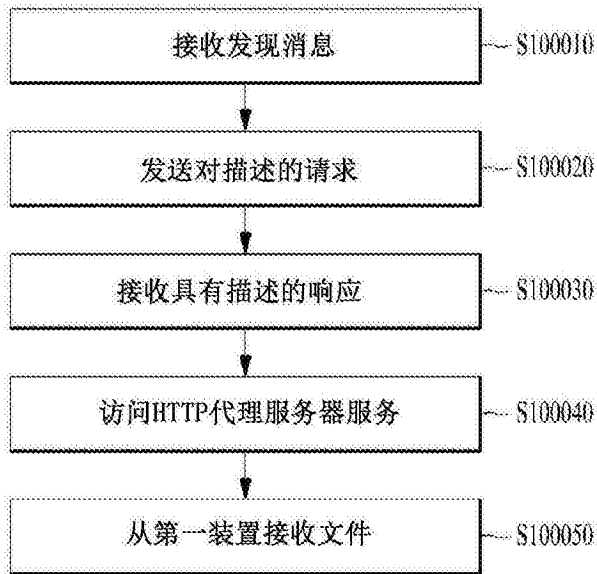 接收发现消息
S100010
发送对描述的请求
S100020
接收具有描述的响应
S100030
访问HTTP代理服务器服务
S100040
从第一装置接收文件
S100050